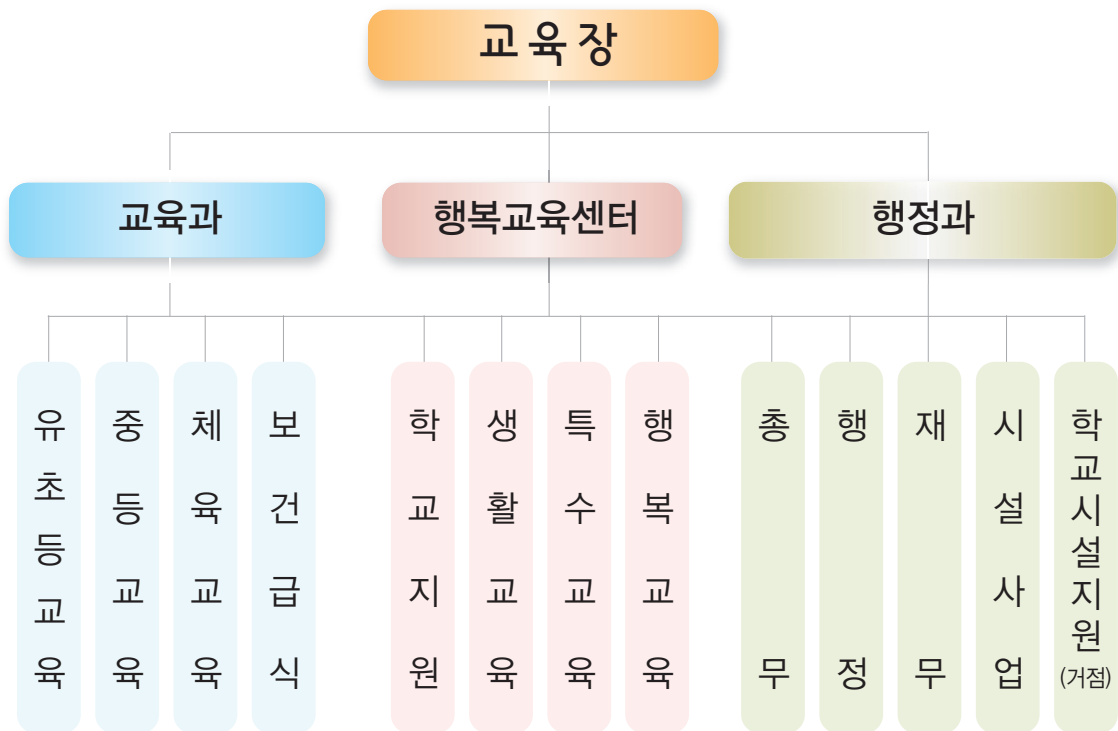 교육장
교육과
행복교육센터
행정과
유초등교육
중등교육
체육교육
보건급식
학교지원
생활교육
특수교육
행복교육
총무
행정
재무
시설사업
학교시설지원
(거점)